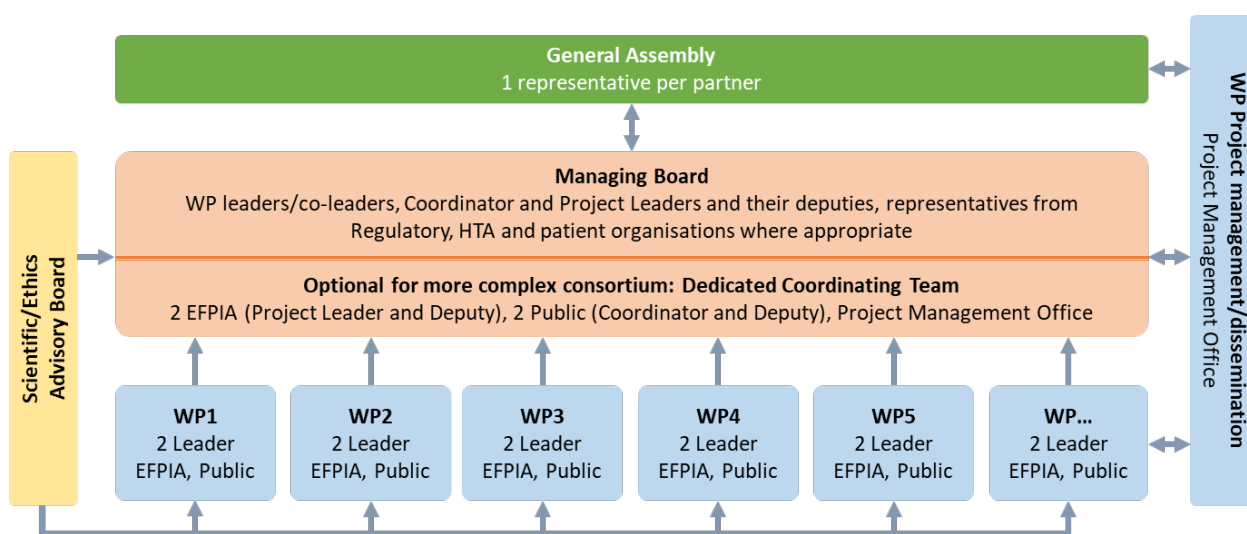 General Assembly
1 representative per partner
Managing Board
WP leaders/co-leaders, Coordinator and Project Leaders and their deputies, representatives from
Regulatory, HTA and patient organisations where appropriate
Optional for more complex consortium: Dedicated Coordinating Team
2 EFPIA (Project Leader and Deputy), 2 Public (Coordinator and Deputy), Project Management Office
Scientific/Ethics
Advisory Board
WP1
2 Leader
EFPIA, Public
WP2
2 Leader
EFPIA, Public
WP3
2 Leader
EFPIA, Public
WP4
2 Leader
EFPIA, Public
WP5
2 Leader
EFPIA, Public
WP...
2 Leader
EFPIA, Public
WP Project management/dissemination
Project Management Office